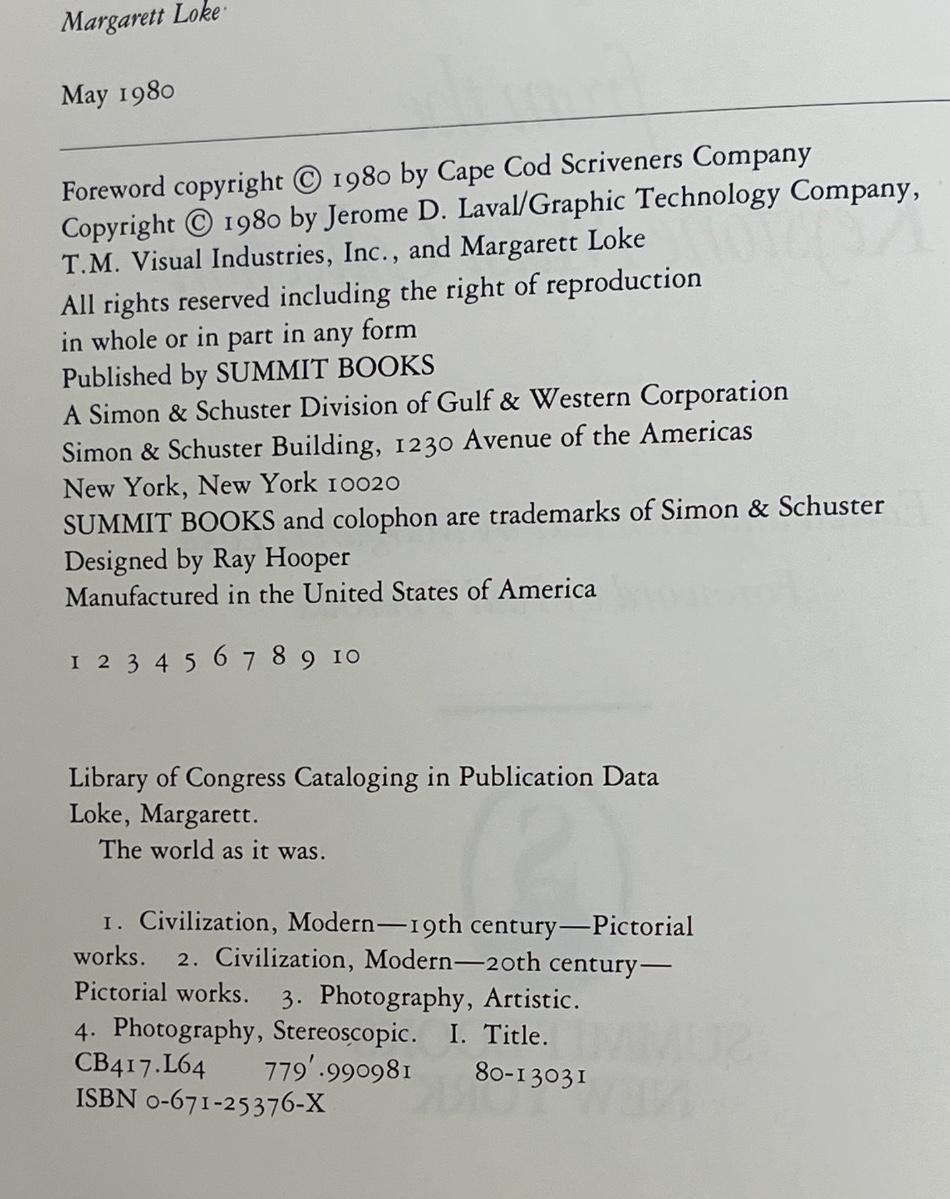 Margarett Loke
May 1980
Foreword copyright © 1980 by Cape Cod Scriveners Company
Copyright © 1980 by Jerome D. Laval/Graphic Technology Company,
T.M. Visual Industries, Inc., and Margarett Loke
All rights reserved including the right of reproduction
in whole or in part in any form
Published by SUMMIT BOOKS
A Simon & Schuster Division of Gulf & Western Corporation
Simon & Schuster Building, 1230 Avenue of the Americas
New York, New York 10020
SUMMIT BOOKS and colophon are trademarks of Simon & Schuster
Designed by Ray Hooper
Manufactured in the United States of America
1 2 3 4 5 6 7 8 9 10
Library of Congress Cataloging in Publication Data
Loke, Margarett.
The world as it was.
1. Civilization, Modern—19th century—Pictorial
works. 2. Civilization, Modern—20th century—
Pictorial works. 3. Photography, Artistic.
4. Photography, Stereoscopic. I. Title.
CB417.L64 779'.990981 80-13031
ISBN 0-671-25376-X